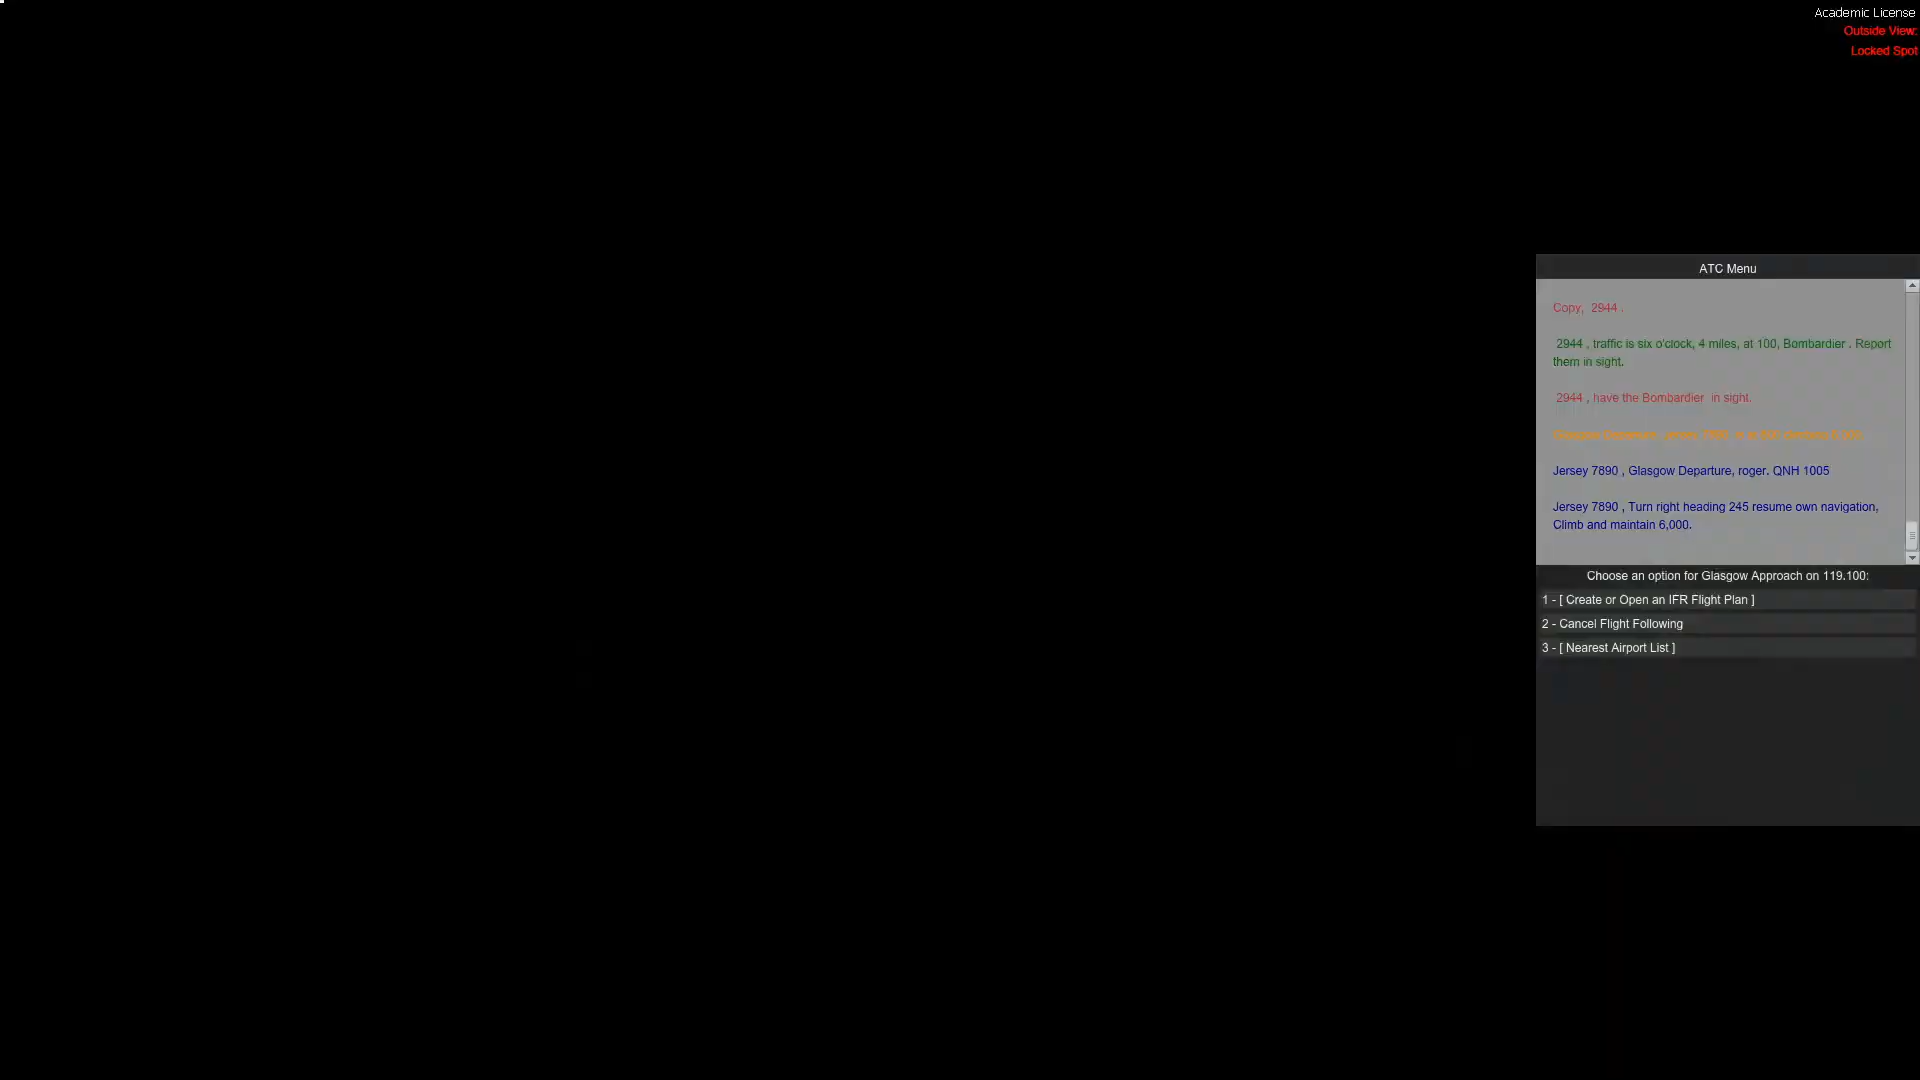 Academic License
Outside View:
Locked Spot
ATC Menu
Copy,  2944 .
2944 , traffic is six o'clock, 4 miles, at 100, Bombardier . Report
them in sight.
2944 , have the Bombardier  in sight.
Glasgow Departure, Jersey 7890
Jersey 7890 , Glasgow Departure, roger. QNH 1005
Jersey 7890 , Turn right heading 245 resume own navigation,
Climb and maintain 6,000.
Choose an option for Glasgow Approach on 119.100:
1 - [ Create or Open an IFR Flight Plan ]
2 - Cancel Flight Following
3 - [ Nearest Airport List ]